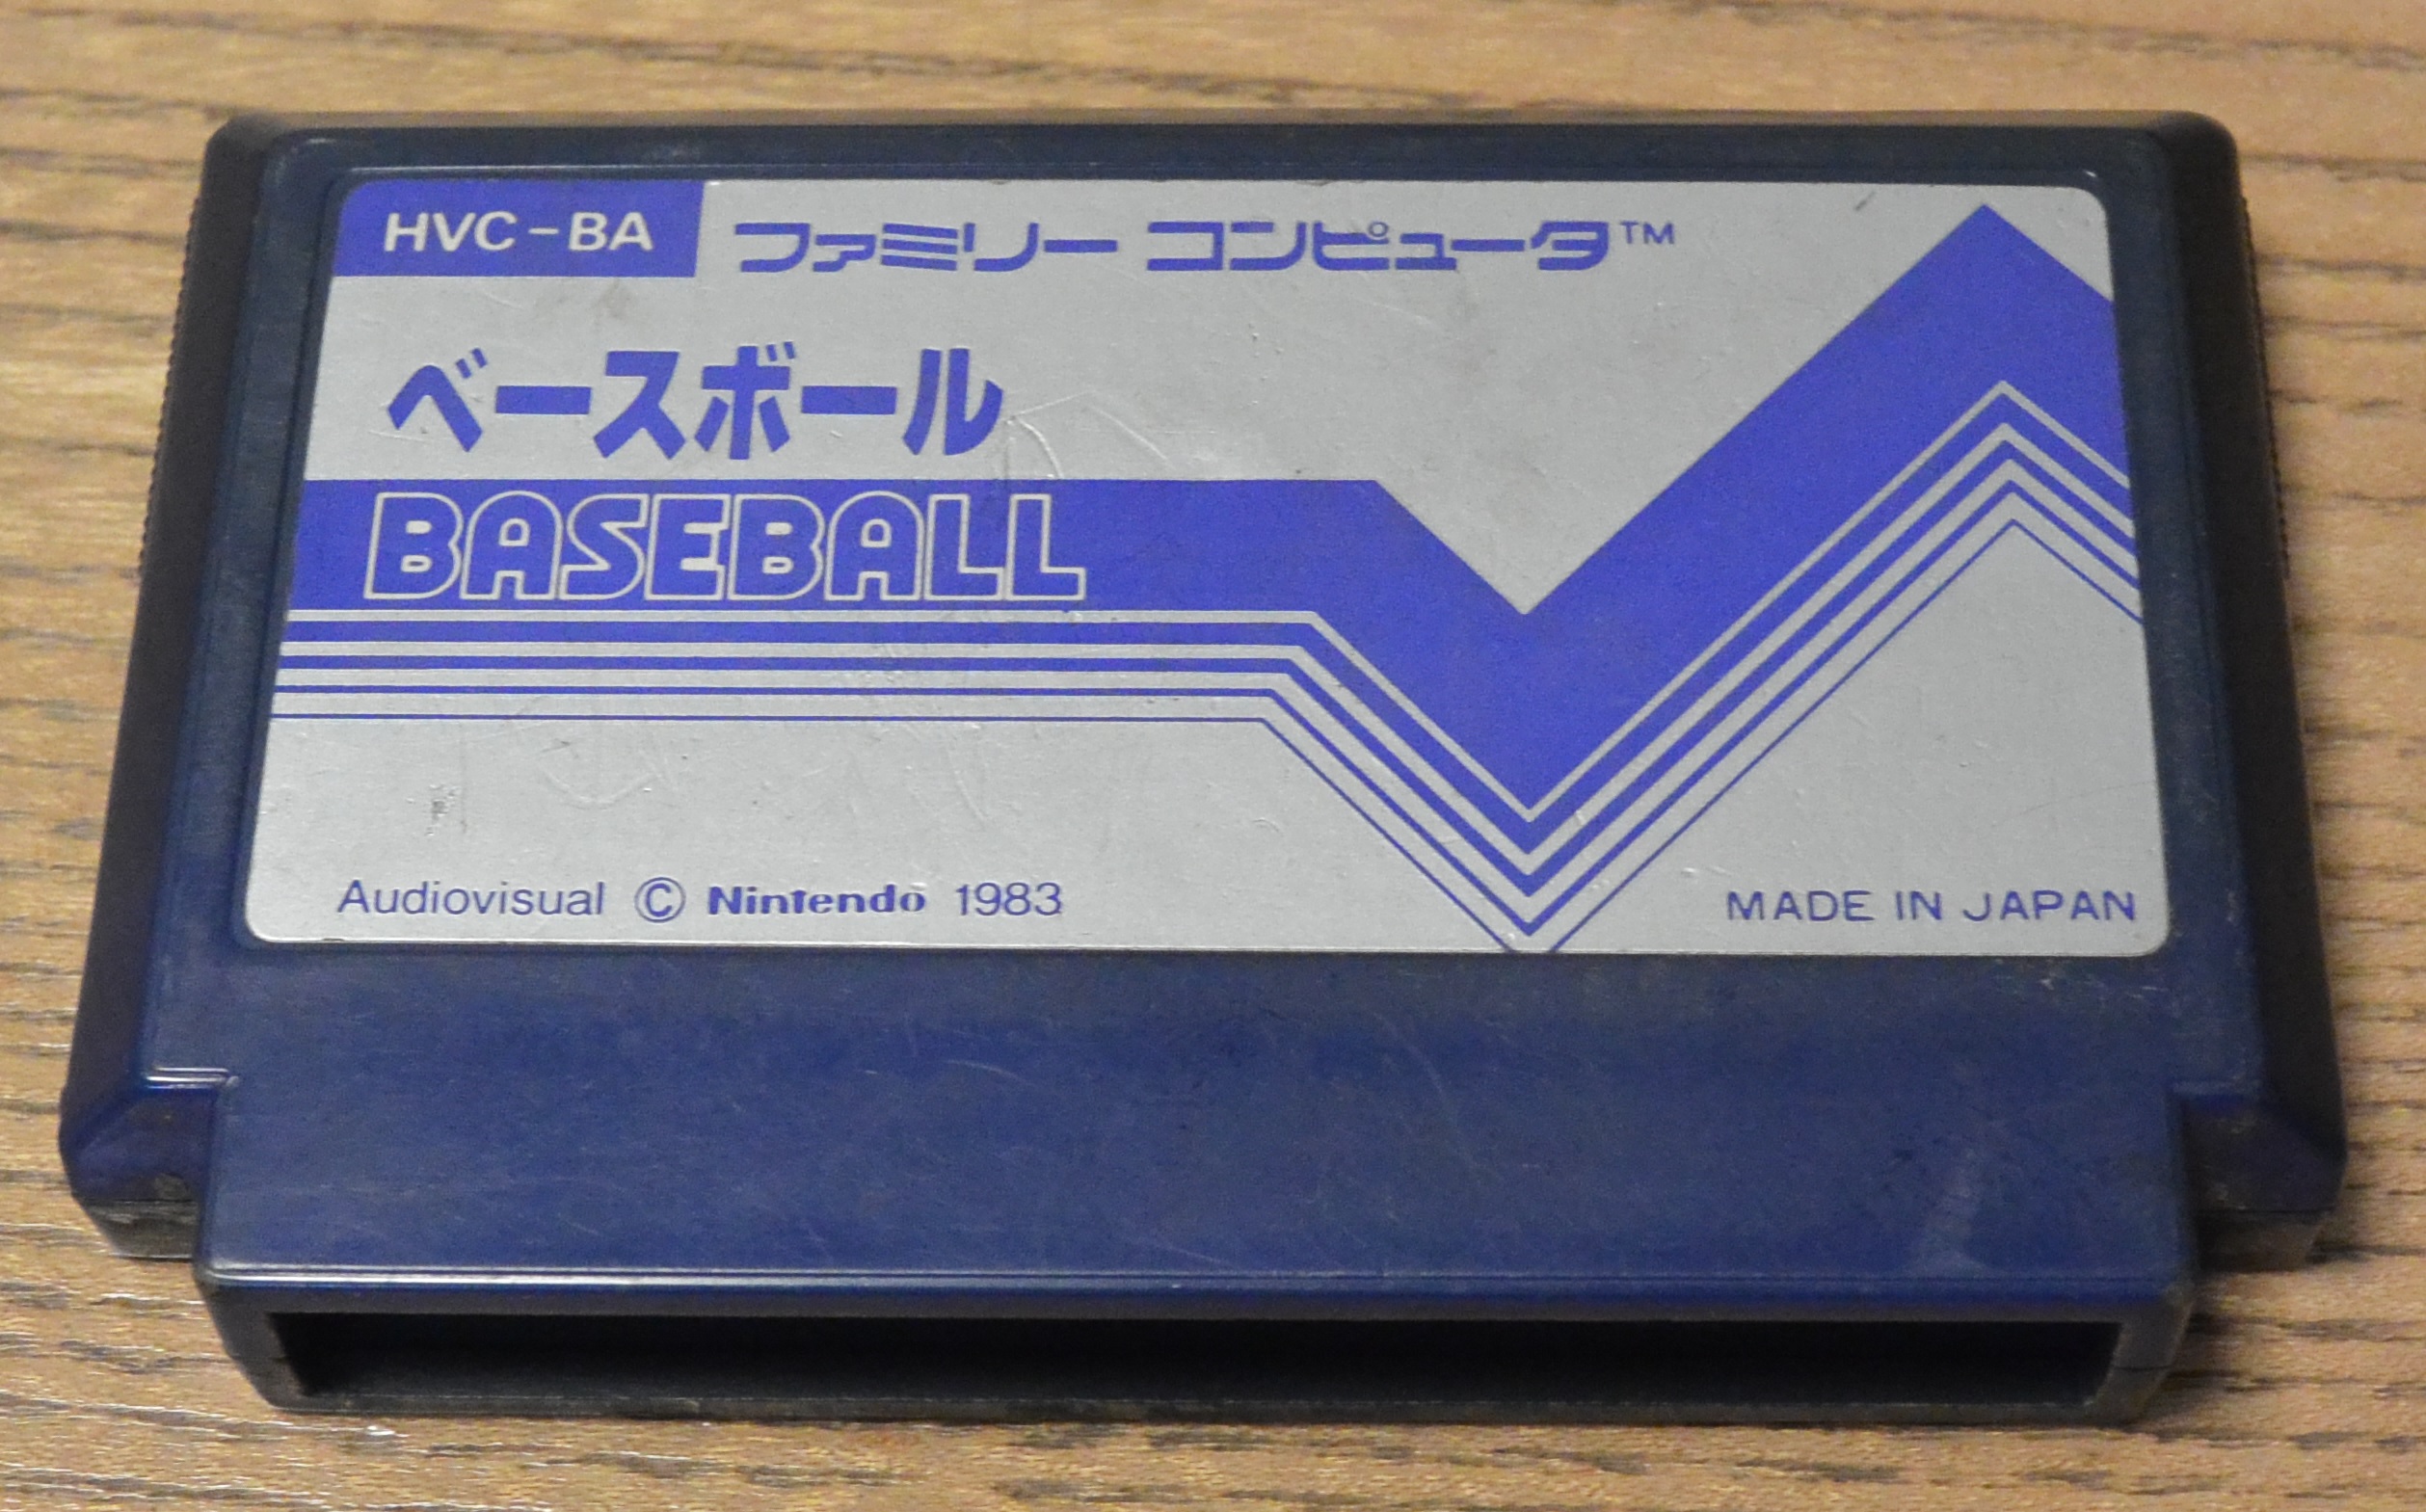 HVC-BA ファミリー コンピュータ™
ベースボール
BASEBALL
Audiovisual © Nintendo 1983
MADE IN JAPAN